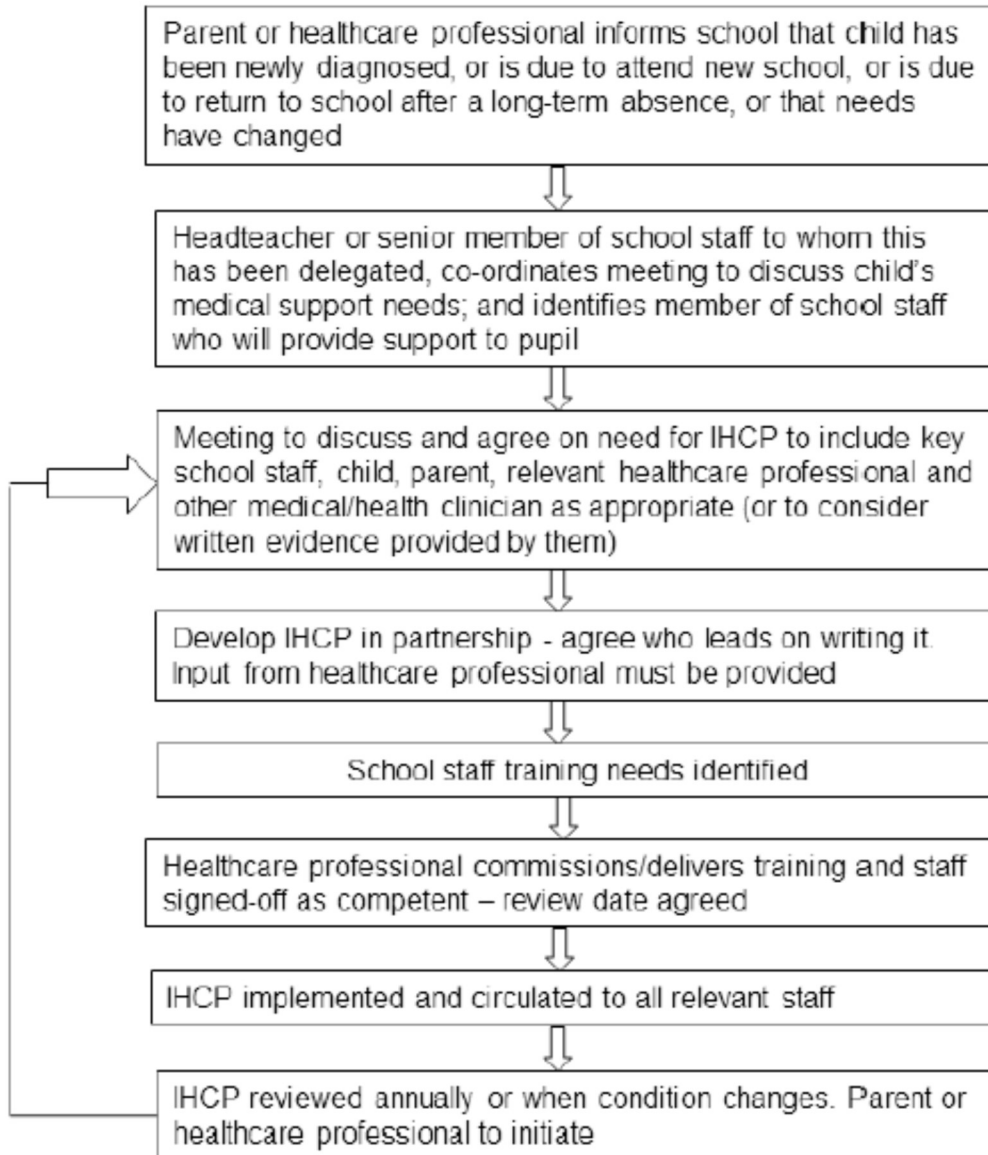 Parent or healthcare professional informs school that child has
been newly diagnosed, or is due to attend new school, or is due
to return to school after a long-term absence, or that needs
have changed
Headteacher or senior member of school staff to whom this
has been delegated, co-ordinates meeting to discuss child's
medical support needs; and identifies member of school staff
who will provide support to pupil
Meeting to discuss and agree on need for IHCP to include key
school staff, child, parent, relevant healthcare professional and
other medical/health clinician as appropriate (or to consider
written evidence provided by them)
Develop IHCP in partnership - agree who leads on writing it.
Input from healthcare professional must be provided
School staff training needs identified
Healthcare professional commissions/delivers training and staff
signed-off as competent – review date agreed
IHCP implemented and circulated to all relevant staff
IHCP reviewed annually or when condition changes. Parent or
healthcare professional to initiate